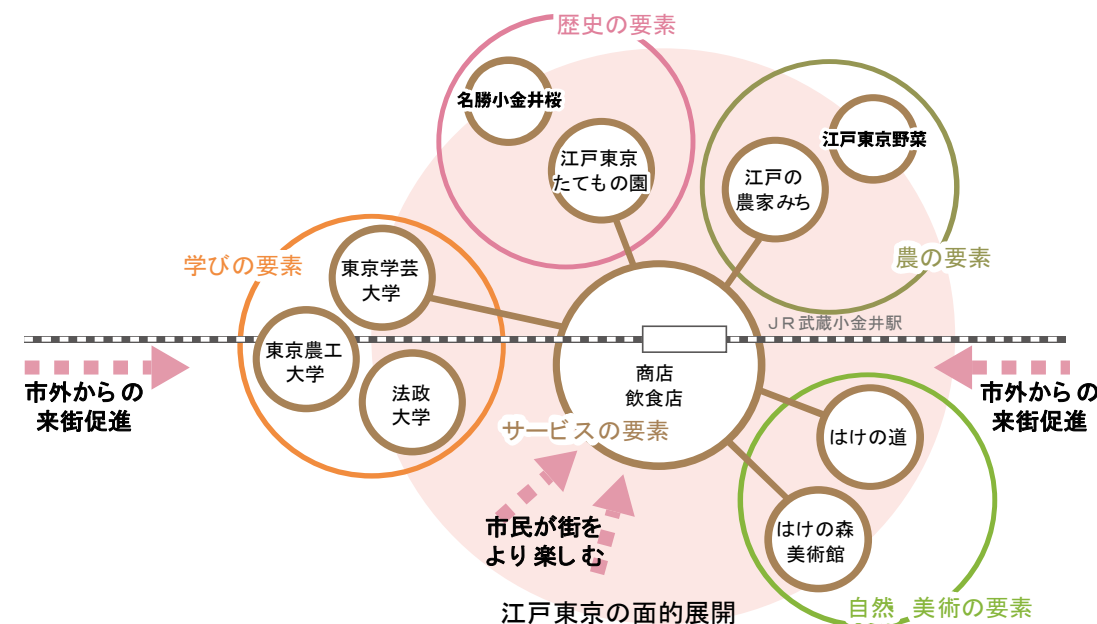 歴史の要素
名勝小金井桜
江戸東京
たてもの園
江戸東京野菜
江戸の
農家みち
農の要素
学びの要素
東京学芸
大学
東京農工
大学
法政
大学
JR武蔵小金井駅
商店
飲食店
サービスの要素
市外からの
来街促進
市外からの
来街促進
はけの道
はけの森
美術館
自然 美術の要素
市民が街を
より楽しむ
江戸東京の面的展開